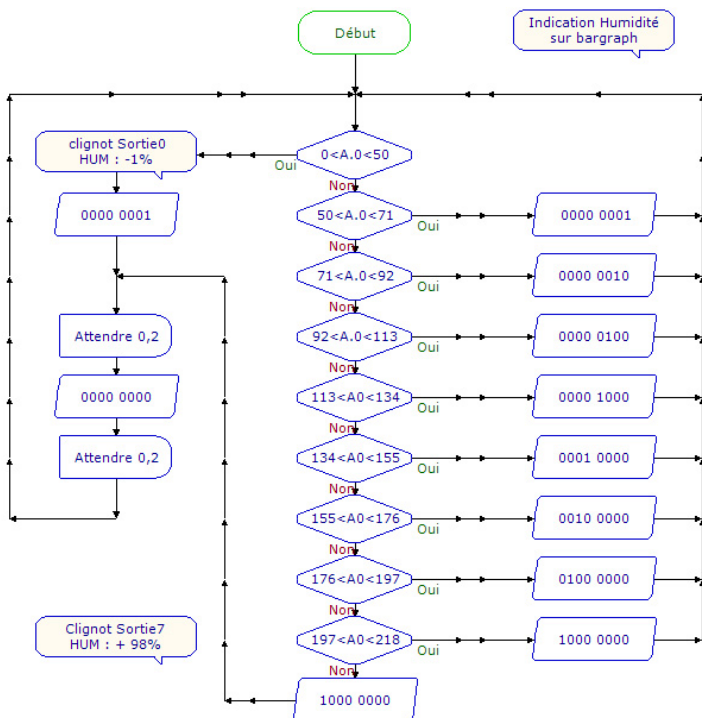 Début
Indication Humidité
sur bargraph
clignot Sortie0
HUM : -1%
Oui
0<A.0<50
Non
0000 0001
50<A.0<71
Oui
0000 0001
Non
71<A.0<92
Oui
0000 0010
Non
Attendre 0,2
92<A.0<113
Oui
0000 0100
Non
0000 0000
113<A.0<134
Oui
0000 1000
Non
Attendre 0,2
134<A0<155
Oui
0001 0000
Non
155<A0<176
Oui
0010 0000
Non
176<A0<197
Oui
0100 0000
Non
Clignot Sortie7
HUM : + 98%
197<A0<218
Oui
1000 0000
Non
1000 0000